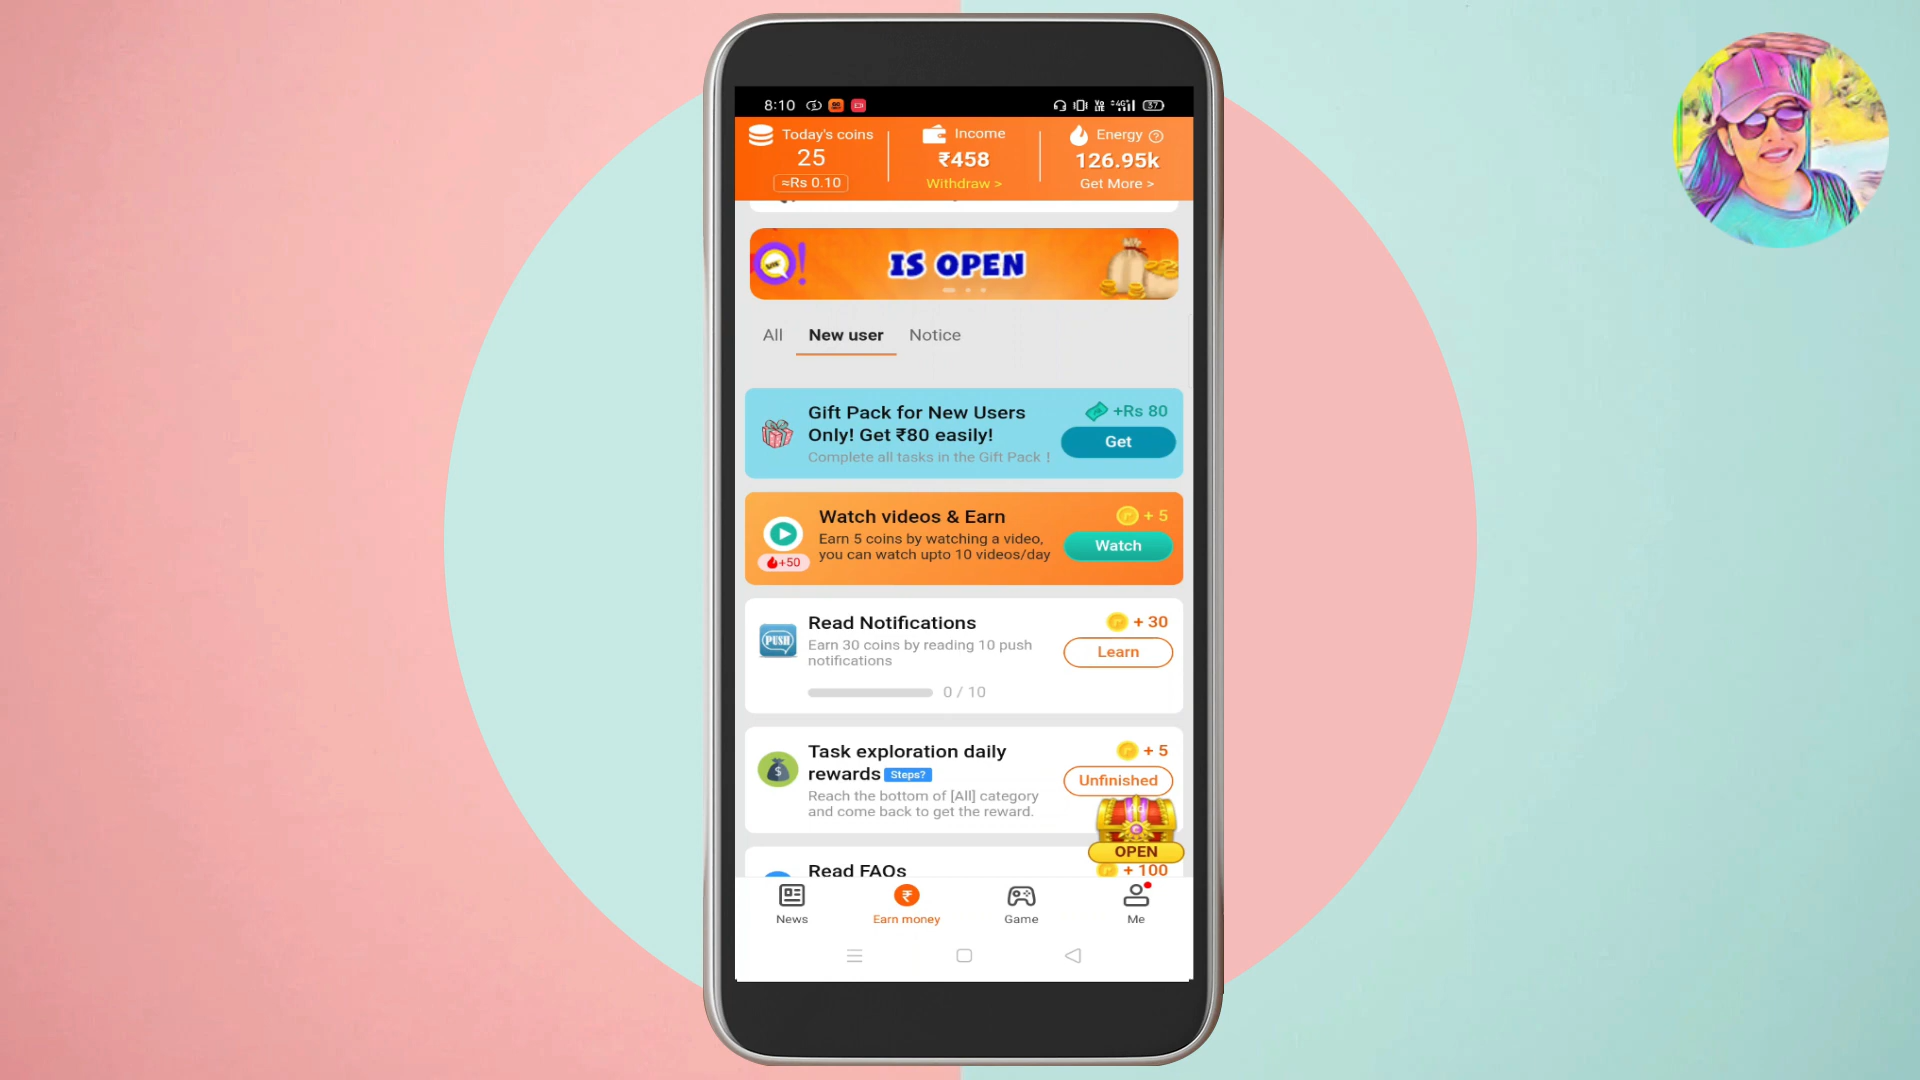 8:10
37
Today's coins
25
≈Rs 0.10
Income
₹458
Withdraw >
Energy
126.95k
Get More >
IS OPEN
All
New user
Notice
Gift Pack for New Users
Only! Get ₹80 easily!
Complete all tasks in the Gift Pack !
+Rs 80
Get
+50
Watch videos & Earn
Earn 5 coins by watching a video,
you can watch upto 10 videos/day
+ 5
Watch
PUSH
Read Notifications
Earn 30 coins by reading 10 push
notifications
0 / 10
+ 30
Learn
Task exploration daily
rewards Steps?
Reach the bottom of [All] category
and come back to get the reward.
+ 5
Unfinished
OPEN
Read FAQs
+ 100
News
Earn money
Game
Me